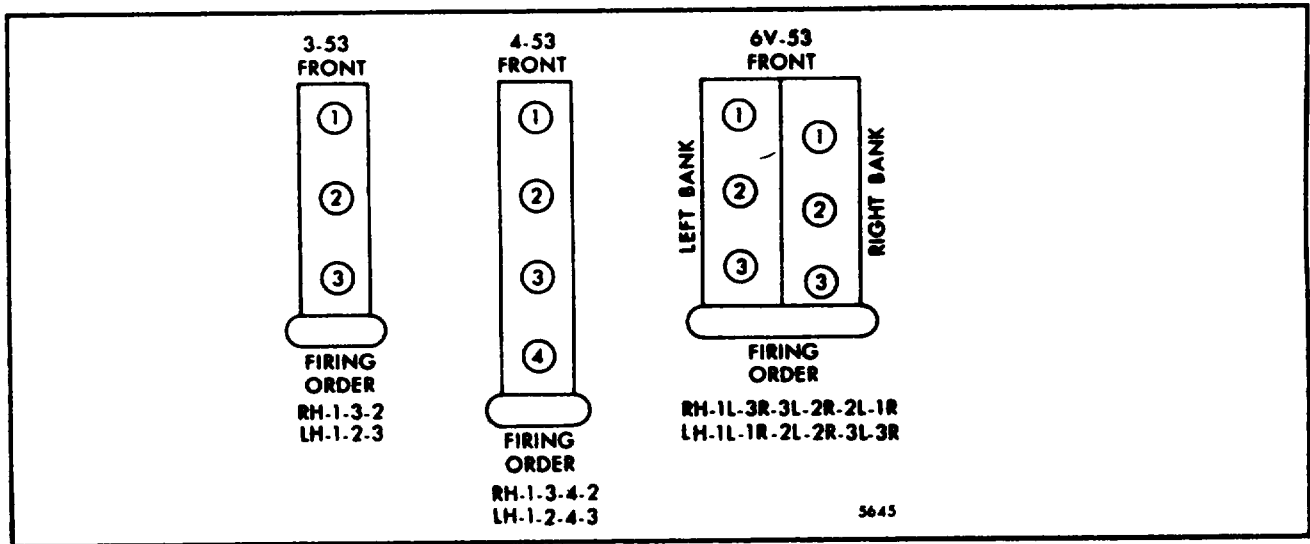 3-53
FRONT
1
2
3
FIRING
ORDER
RH-1-3-2
LH-1-2-3
4-53
FRONT
1
2
3
4
FIRING
ORDER
RH-1-3-4-2
LH-1-2-4-3
6V-53
FRONT
LEFT BANK
1
2
3
1
2
3
RIGHT BANK
FIRING
ORDER
RH-1L-3R-3L-2R-2L-1R
LH-1L-1R-2L-2R-3L-3R
5645